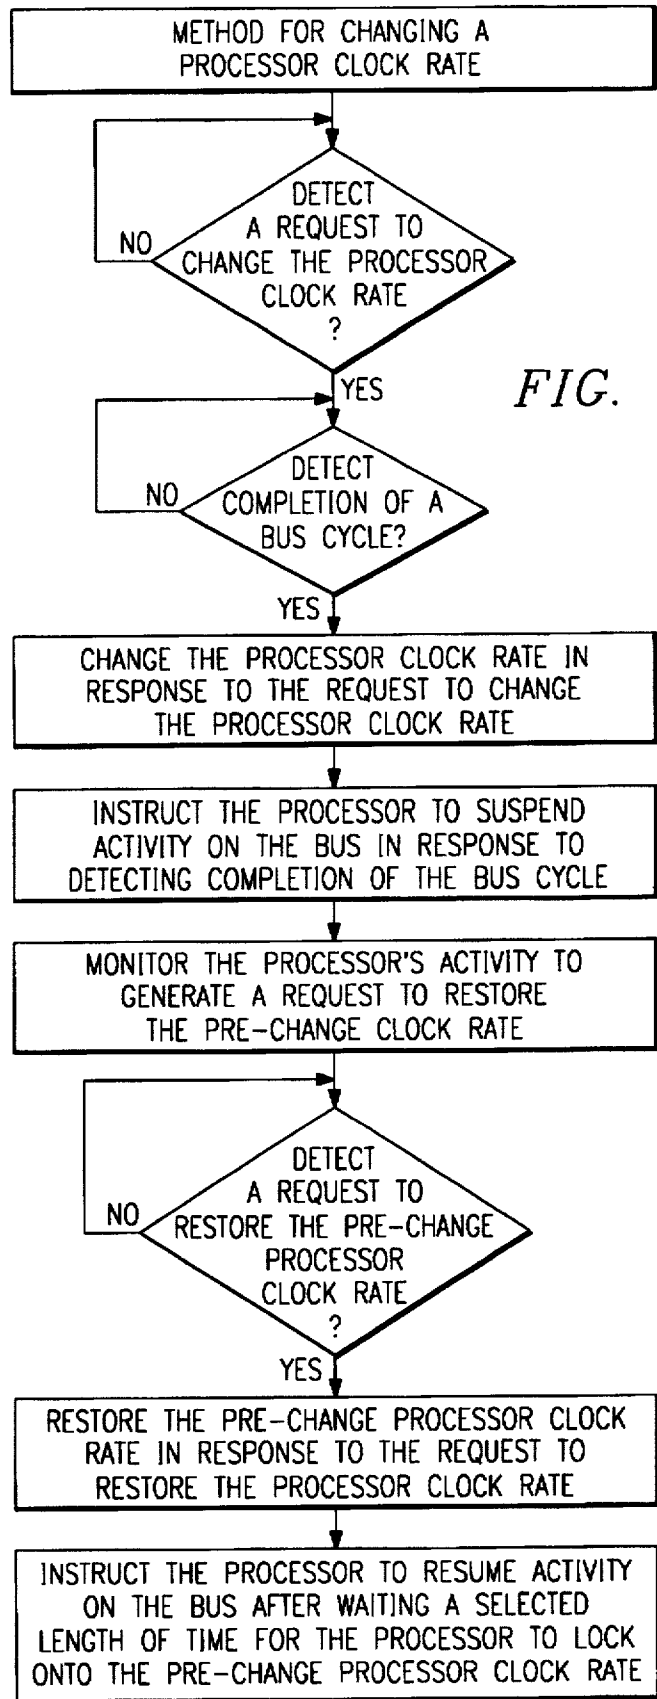 METHOD FOR CHANGING A
PROCESSOR CLOCK RATE
DETECT
A REQUEST TO
CHANGE THE PROCESSOR
CLOCK RATE
?
NO
YES
FIG.
DETECT
COMPLETION OF A
BUS CYCLE?
NO
YES
CHANGE THE PROCESSOR CLOCK RATE IN
RESPONSE TO THE REQUEST TO CHANGE
THE PROCESSOR CLOCK RATE
INSTRUCT THE PROCESSOR TO SUSPEND
ACTIVITY ON THE BUS IN RESPONSE TO
DETECTING COMPLETION OF THE BUS CYCLE
MONITOR THE PROCESSOR'S ACTIVITY TO
GENERATE A REQUEST TO RESTORE
THE PRE-CHANGE CLOCK RATE
DETECT
A REQUEST TO
RESTORE THE PRE-CHANGE
PROCESSOR
CLOCK RATE
?
NO
YES
RESTORE THE PRE-CHANGE PROCESSOR CLOCK
RATE IN RESPONSE TO THE REQUEST TO
RESTORE THE PROCESSOR CLOCK RATE
INSTRUCT THE PROCESSOR TO RESUME ACTIVITY
ON THE BUS AFTER WAITING A SELECTED
LENGTH OF TIME FOR THE PROCESSOR TO LOCK
ONTO THE PRE-CHANGE PROCESSOR CLOCK RATE